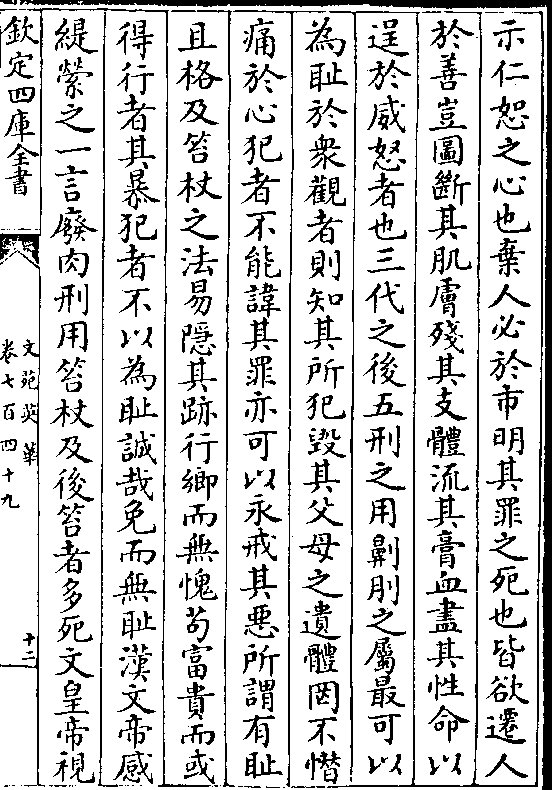 示仁恕之心也棄人必於市明其罪之死也皆欲遷人
於善豈圖斷其肌膚殘其支體流其膏血盡其性命以
逞於威怒者也三代之後五刑之用劓刖之屬最可以
為耻於衆觀者則知其所犯毀其父母之遺體罔不憯
痛於心犯者不能諱其罪亦可以永戒其惡所謂有耻
且格及笞杖之法易隱其跡行鄉而無愧苟富貴而或
得行者其暴犯者不以為耻誠哉免而無耻漢文帝感
緹縈之一言廢肉刑用笞杖及後笞者多死文皇帝視
欽定四庫全書
文苑英華
卷七百四十九
十二